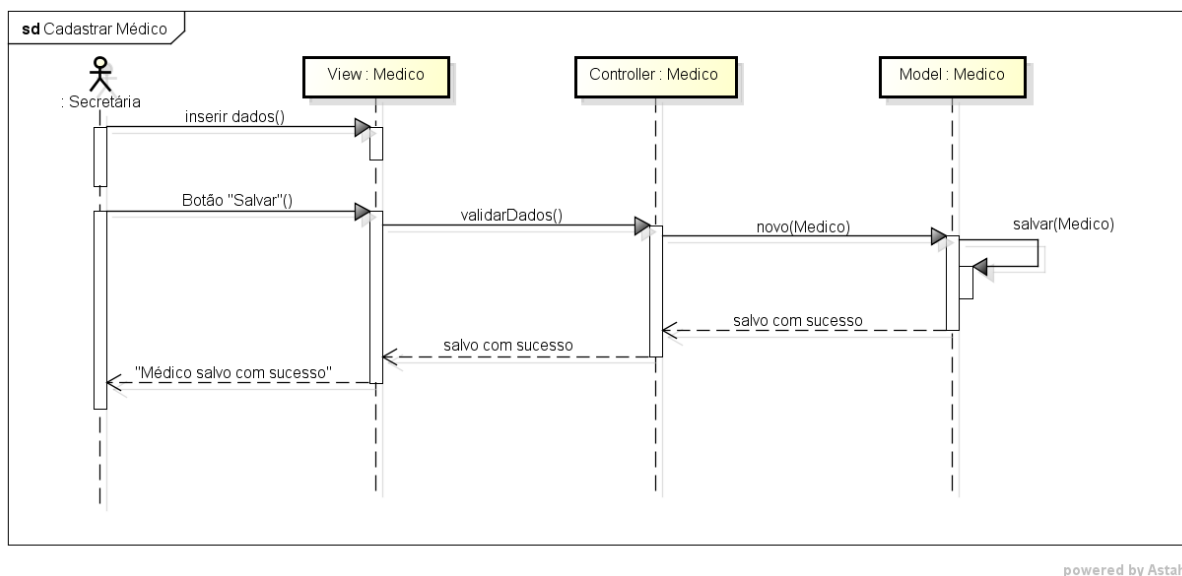 sd Cadastrar Médico
: Secretária
View : Medico
Controller : Medico
Model : Medico
inserir dados()
Botão "Salvar"()
validarDados()
novo(Medico)
salvar(Medico)
salvo com sucesso
salvo com sucesso
"Médico salvo com sucesso"
powered by Astah